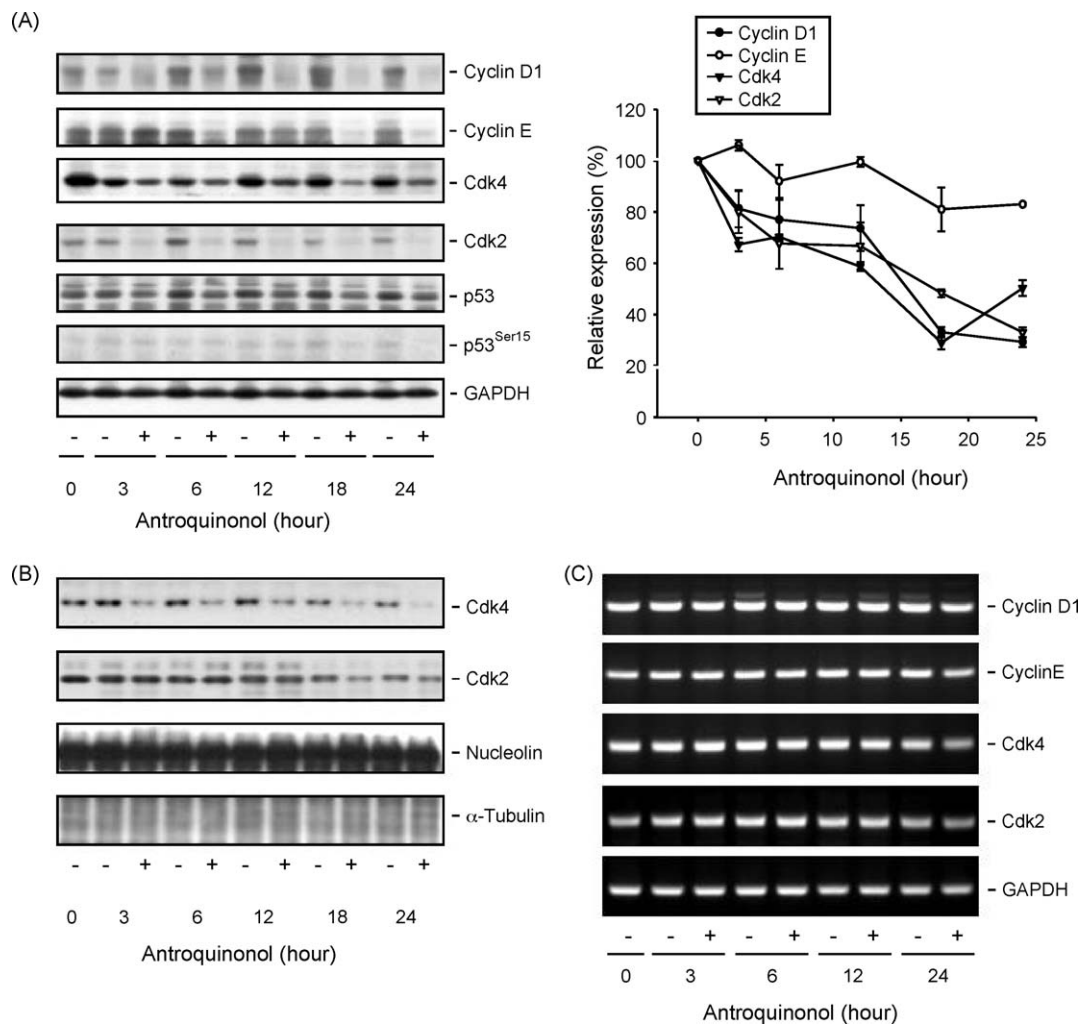 (A)
Cyclin D1
Cyclin E
Cdk4
Cdk2
p53
p53Ser15
GAPDH
- - + - + - + - + - +
0 3 6 12 18 24
Antroquinonol (hour)
Cyclin D1
Cyclin E
Cdk4
Cdk2
Relative expression (%)
120
100
80
60
40
20
0
0 5 10 15 20 25
Antroquinonol (hour)
(B)
Cdk4
Cdk2
Nucleolin
α-Tubulin
- - + - + - + - + - +
0 3 6 12 18 24
Antroquinonol (hour)
(C)
Cyclin D1
CyclinE
Cdk4
Cdk2
GAPDH
- - + - + - + - +
0 3 6 12 24
Antroquinonol (hour)